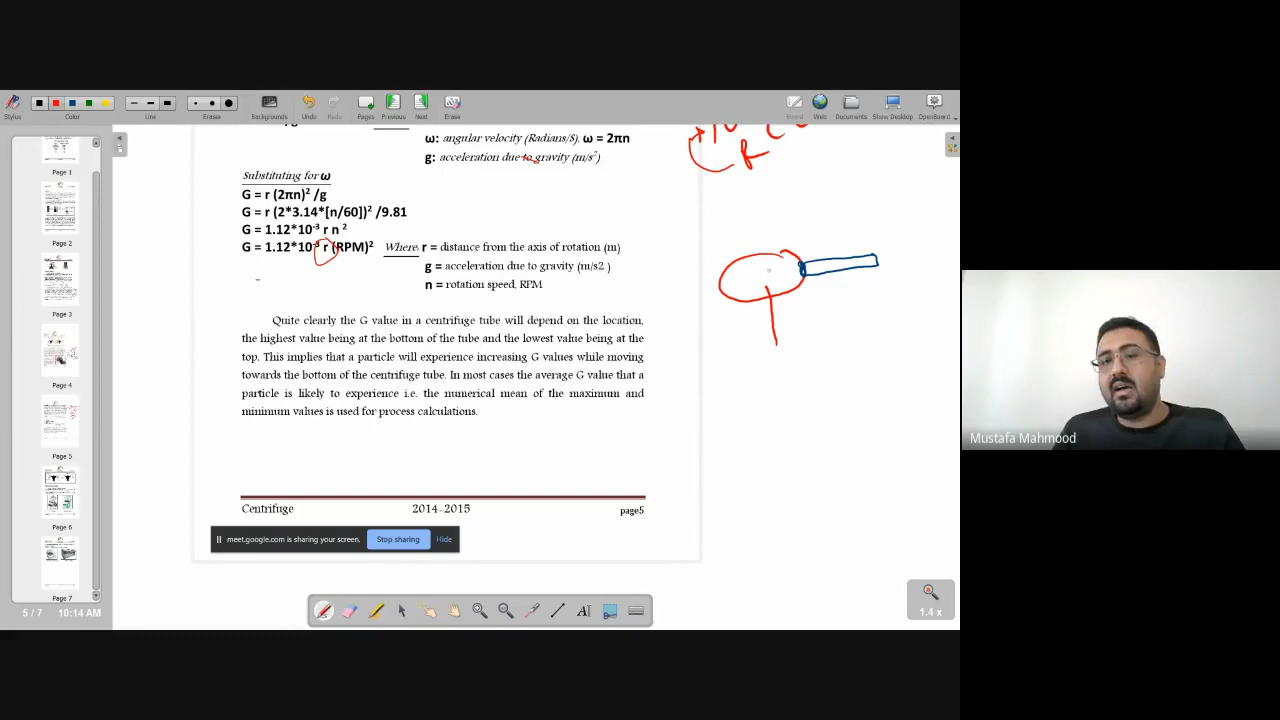 Stylus
Color
Line
Eraser
Backgrounds
Undo
Redo
Pages
Previous
Next
Erase
Board
Web
Documents
Show Desktop
OpenBoard
Page 1
Page 2
Page 3
Page 4
Page 5
Page 6
Page 7
5 / 7 10:14 AM
ω: angular velocity (Radians/S), ω = 2πn
g: acceleration due to gravity (m/s²)
Substituting for ω
G = r (2πn)² /g
G = r (2*3.14*[n/60])² /9.81
G = 1.12*10⁻³ r n ²
G = 1.12*10⁻³ r (RPM)² Where, r = distance from the axis of rotation (m)
g = acceleration due to gravity (m/s2 )
n = rotation speed, RPM
Quite clearly the G value in a centrifuge tube will depend on the location,
the highest value being at the bottom of the tube and the lowest value being at the
top. This implies that a particle will experience increasing G values while moving
towards the bottom of the centrifuge tube. In most cases the average G value that a
particle is likely to experience i.e. the numerical mean of the maximum and
minimum values is used for process calculations.
Centrifuge 2014-2015 page5
meet.google.com is sharing your screen. Stop sharing Hide
R
1.4 x
Mustafa Mahmood